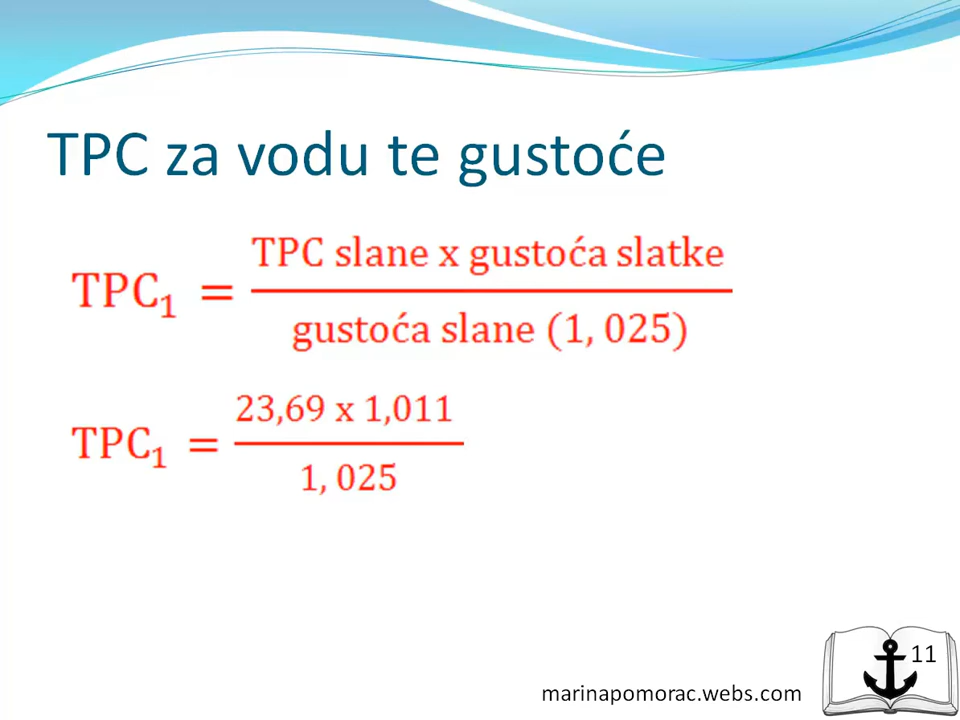 TPC za vodu te gustoće
TPC₁ = TPC slane x gustoća slatke / gustoća slane (1, 025)
TPC₁ = 23,69 x 1,011 / 1, 025
11
marinapomorac.webs.com